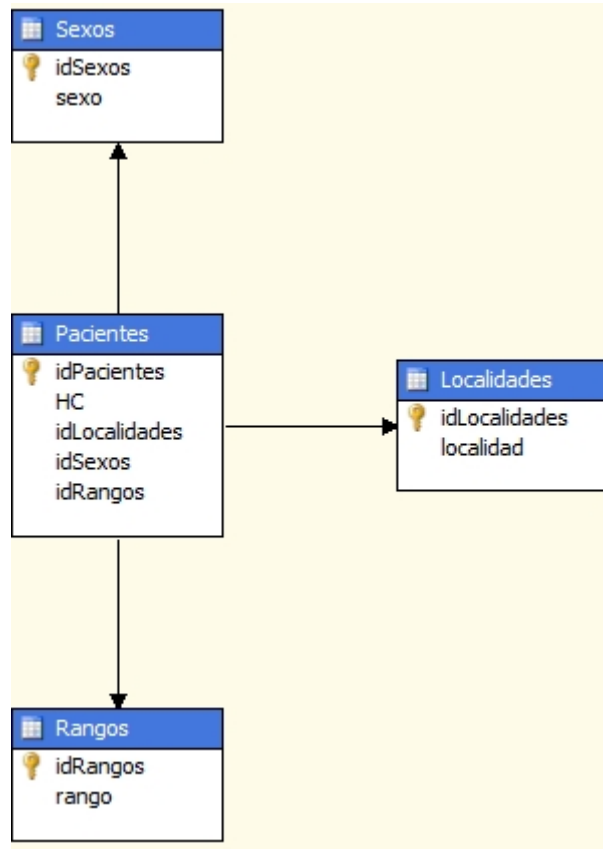 Sexos
idSexos
sexo
Pacientes
idPacientes
HC
idLocalidades
idSexos
idRangos
Localidades
idLocalidades
localidad
Rangos
idRangos
rango